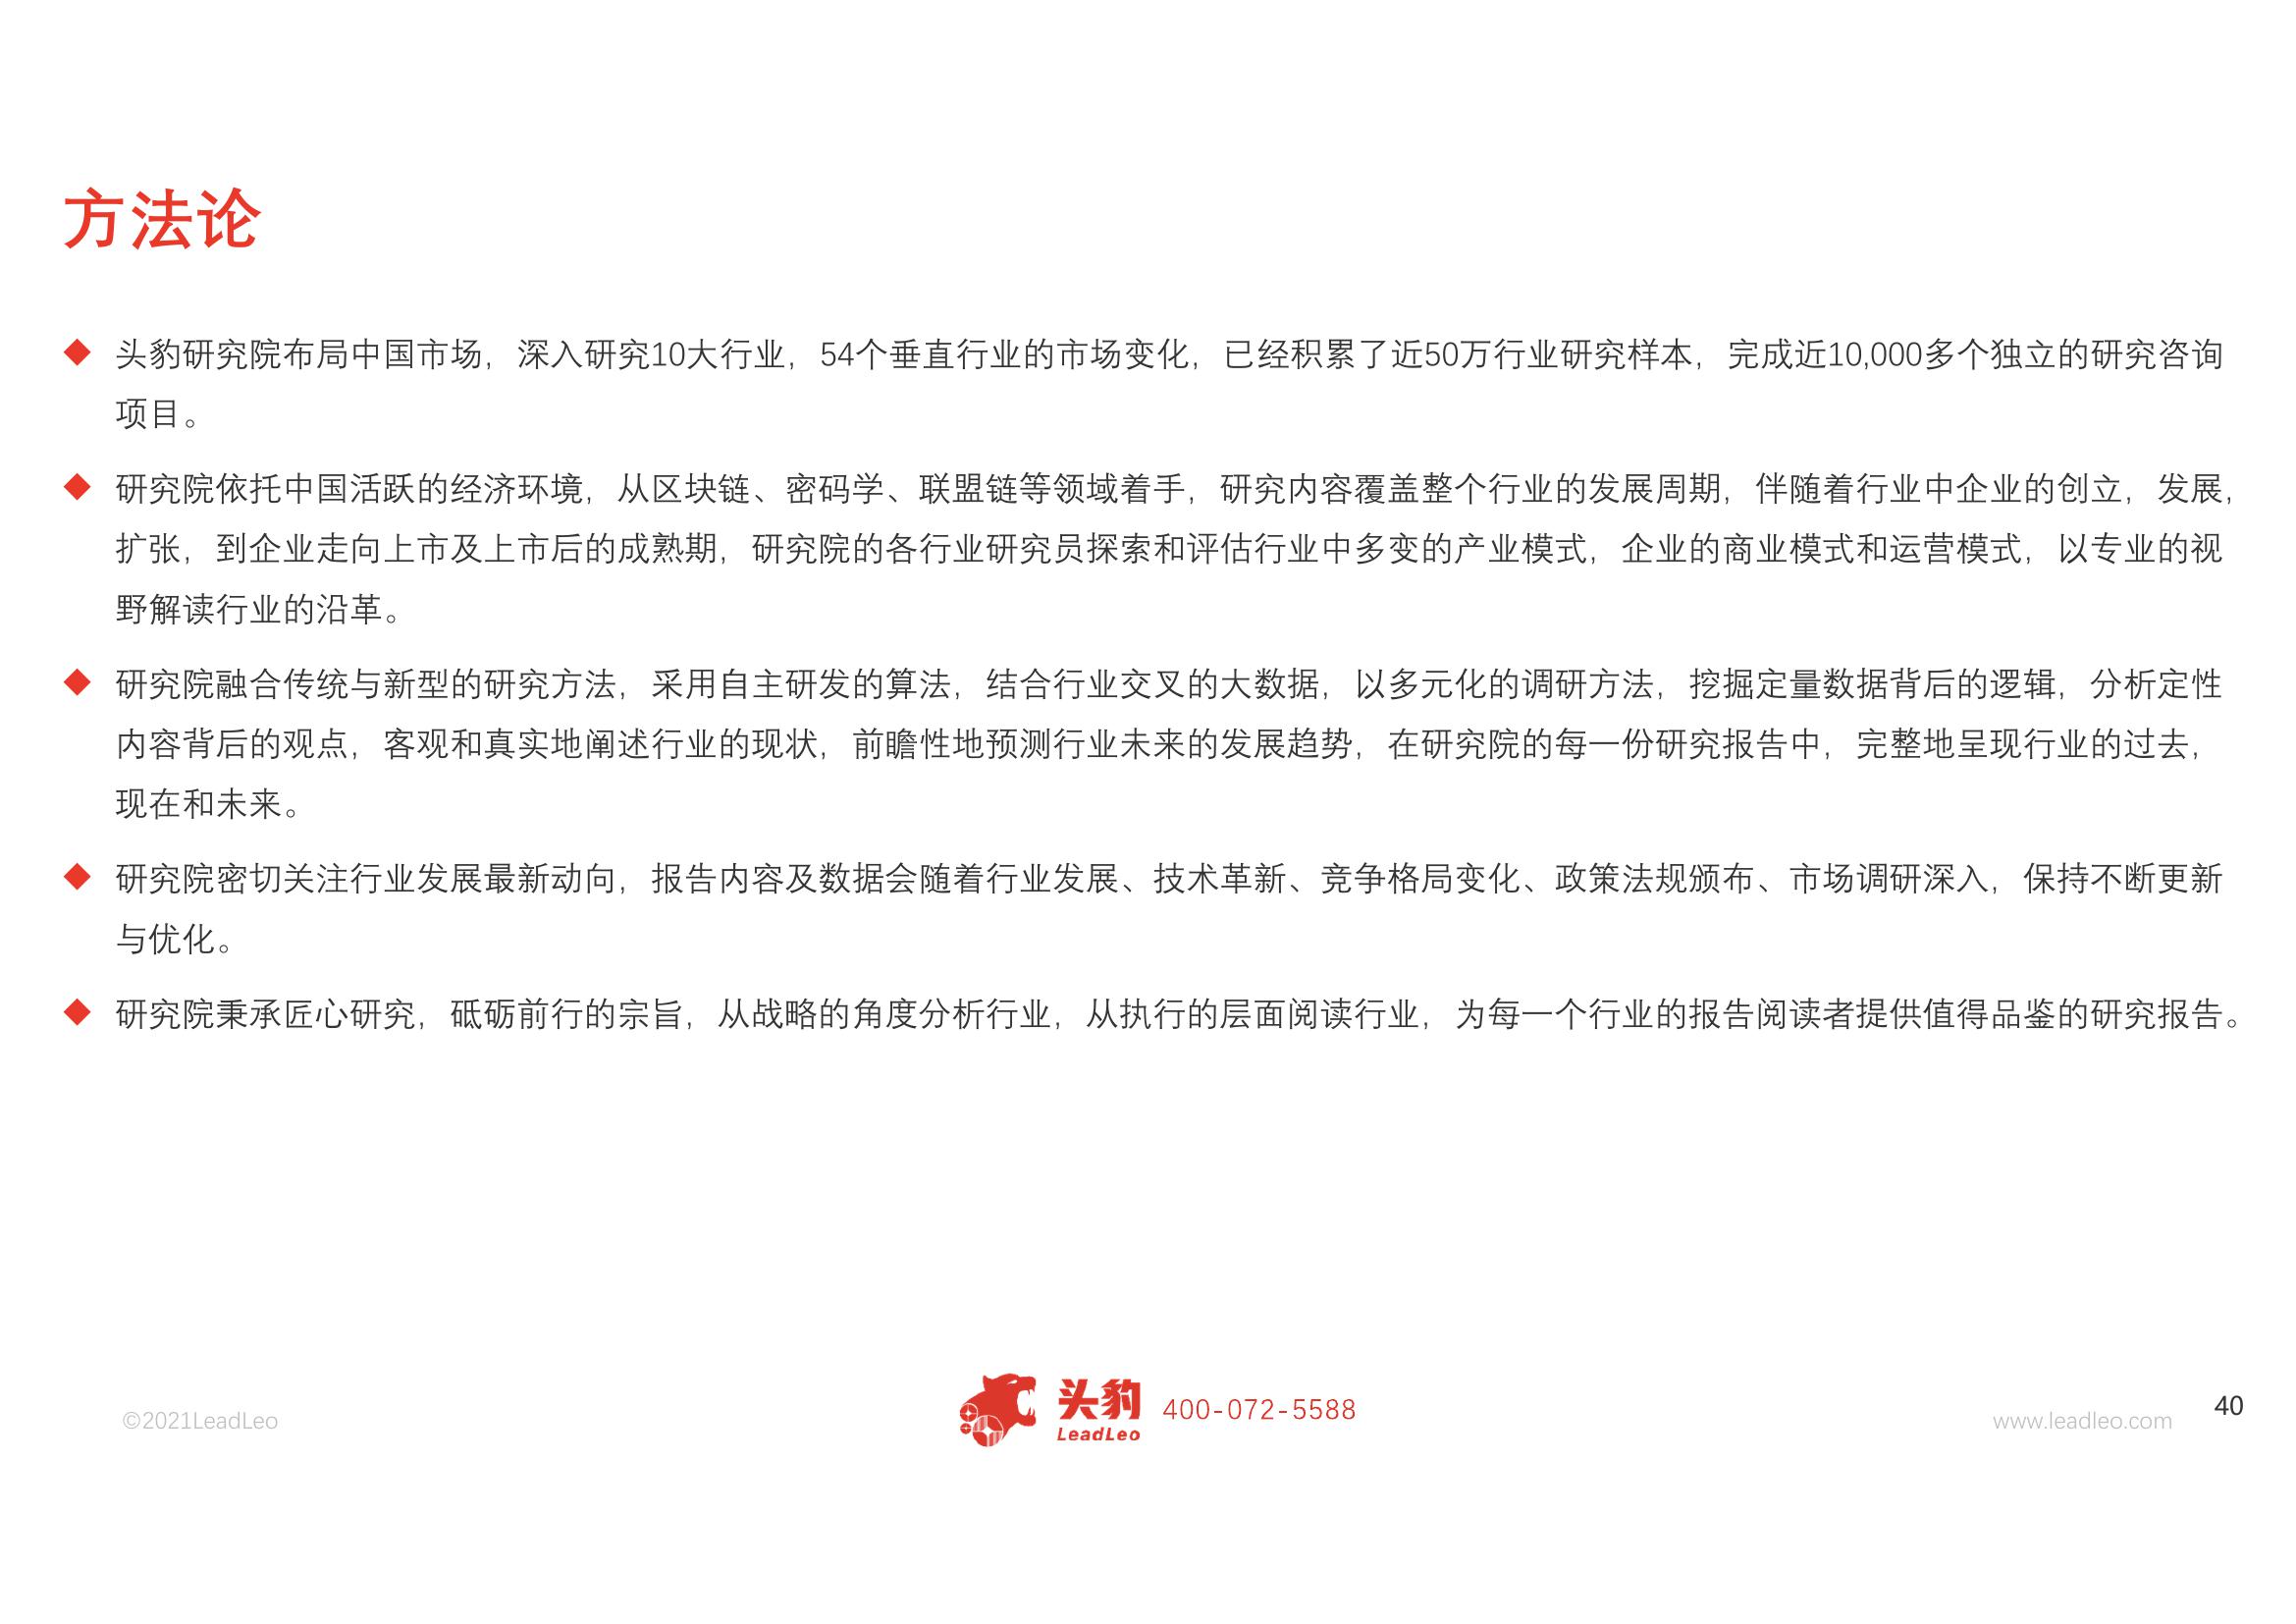 方法论
◆ 头豹研究院布局中国市场，深入研究10大行业，54个垂直行业的市场变化，已经积累了近50万行业研究样本，完成近10,000多个独立的研究咨询
项目。
◆ 研究院依托中国活跃的经济环境，从区块链、密码学、联盟链等领域着手，研究内容覆盖整个行业的发展周期，伴随着行业中企业的创立，发展，
扩张，到企业走向上市及上市后的成熟期，研究院的各行业研究员探索和评估行业中多变的产业模式，企业的商业模式和运营模式，以专业的视
野解读行业的沿革。
◆ 研究院融合传统与新型的研究方法，采用自主研发的算法，结合行业交叉的大数据，以多元化的调研方法，挖掘定量数据背后的逻辑，分析定性
内容背后的观点，客观和真实地阐述行业的现状，前瞻性地预测行业未来的发展趋势，在研究院的每一份研究报告中，完整地呈现行业的过去，
现在和未来。
◆ 研究院密切关注行业发展最新动向，报告内容及数据会随着行业发展、技术革新、竞争格局变化、政策法规颁布、市场调研深入，保持不断更新
与优化。
◆ 研究院秉承匠心研究，砥砺前行的宗旨，从战略的角度分析行业，从执行的层面阅读行业，为每一个行业的报告阅读者提供值得品鉴的研究报告。
©2021LeadLeo
头豹
LeadLeo
400-072-5588
www.leadleo.com
40